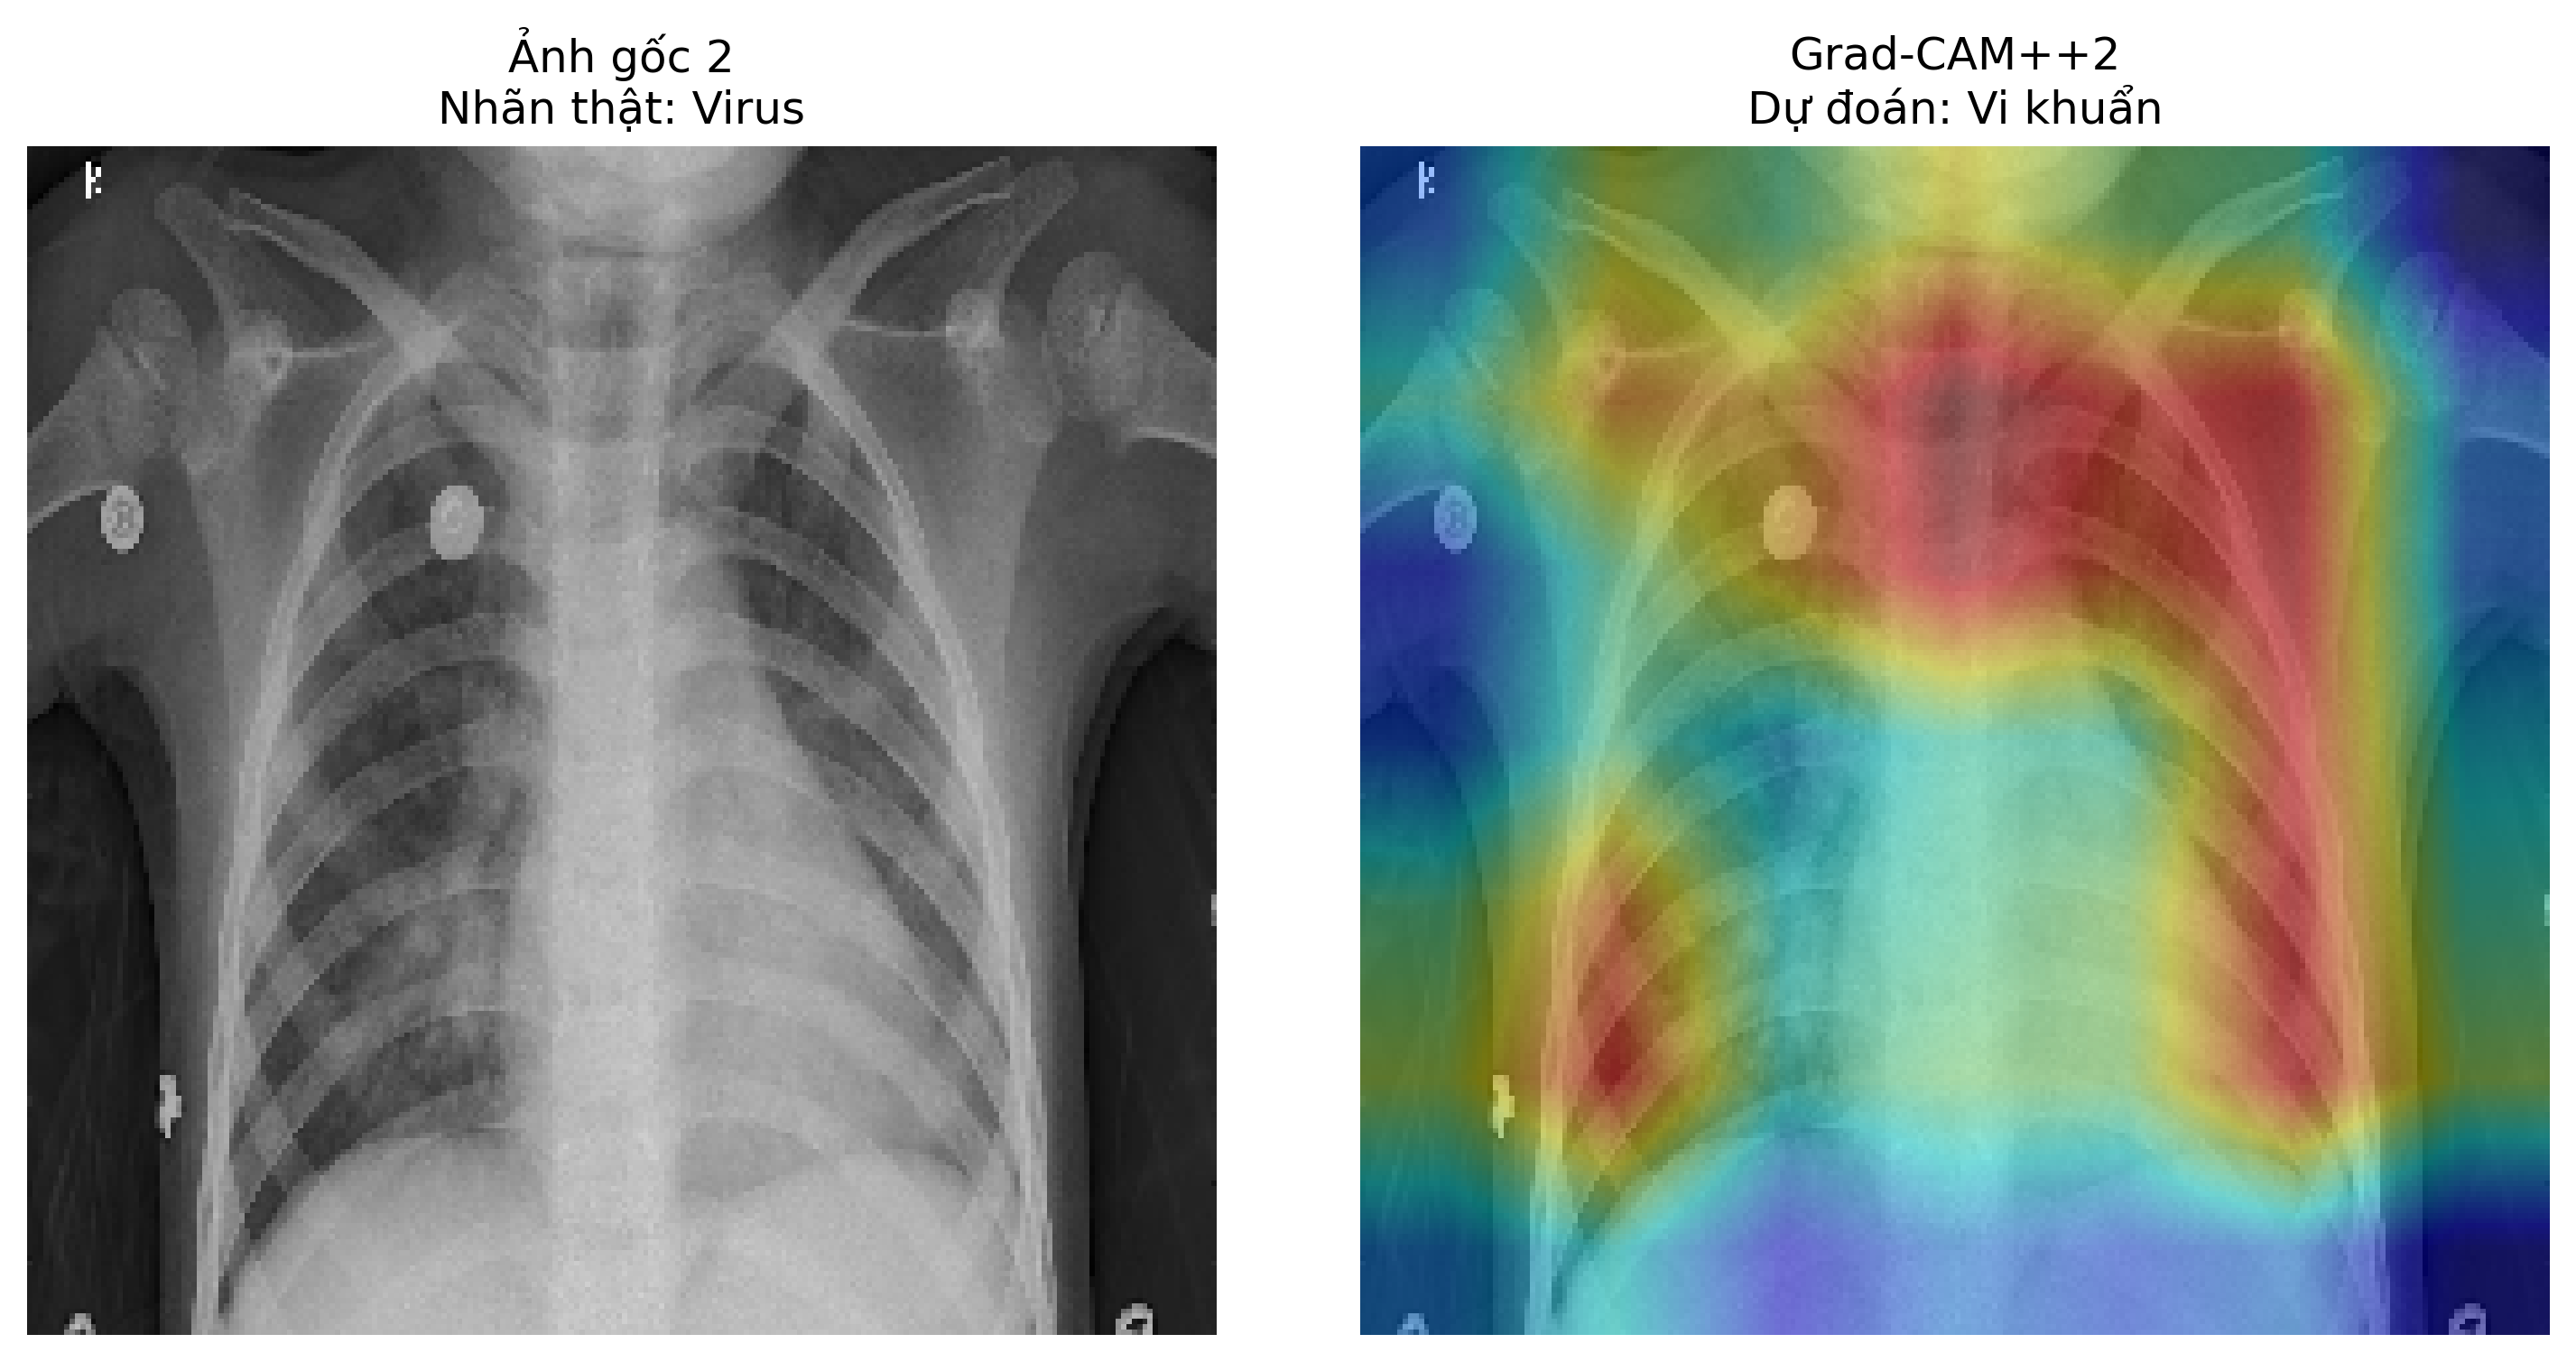 Ảnh gốc 2
Nhãn thật: Virus
Grad-CAM++2
Dự đoán: Vi khuẩn